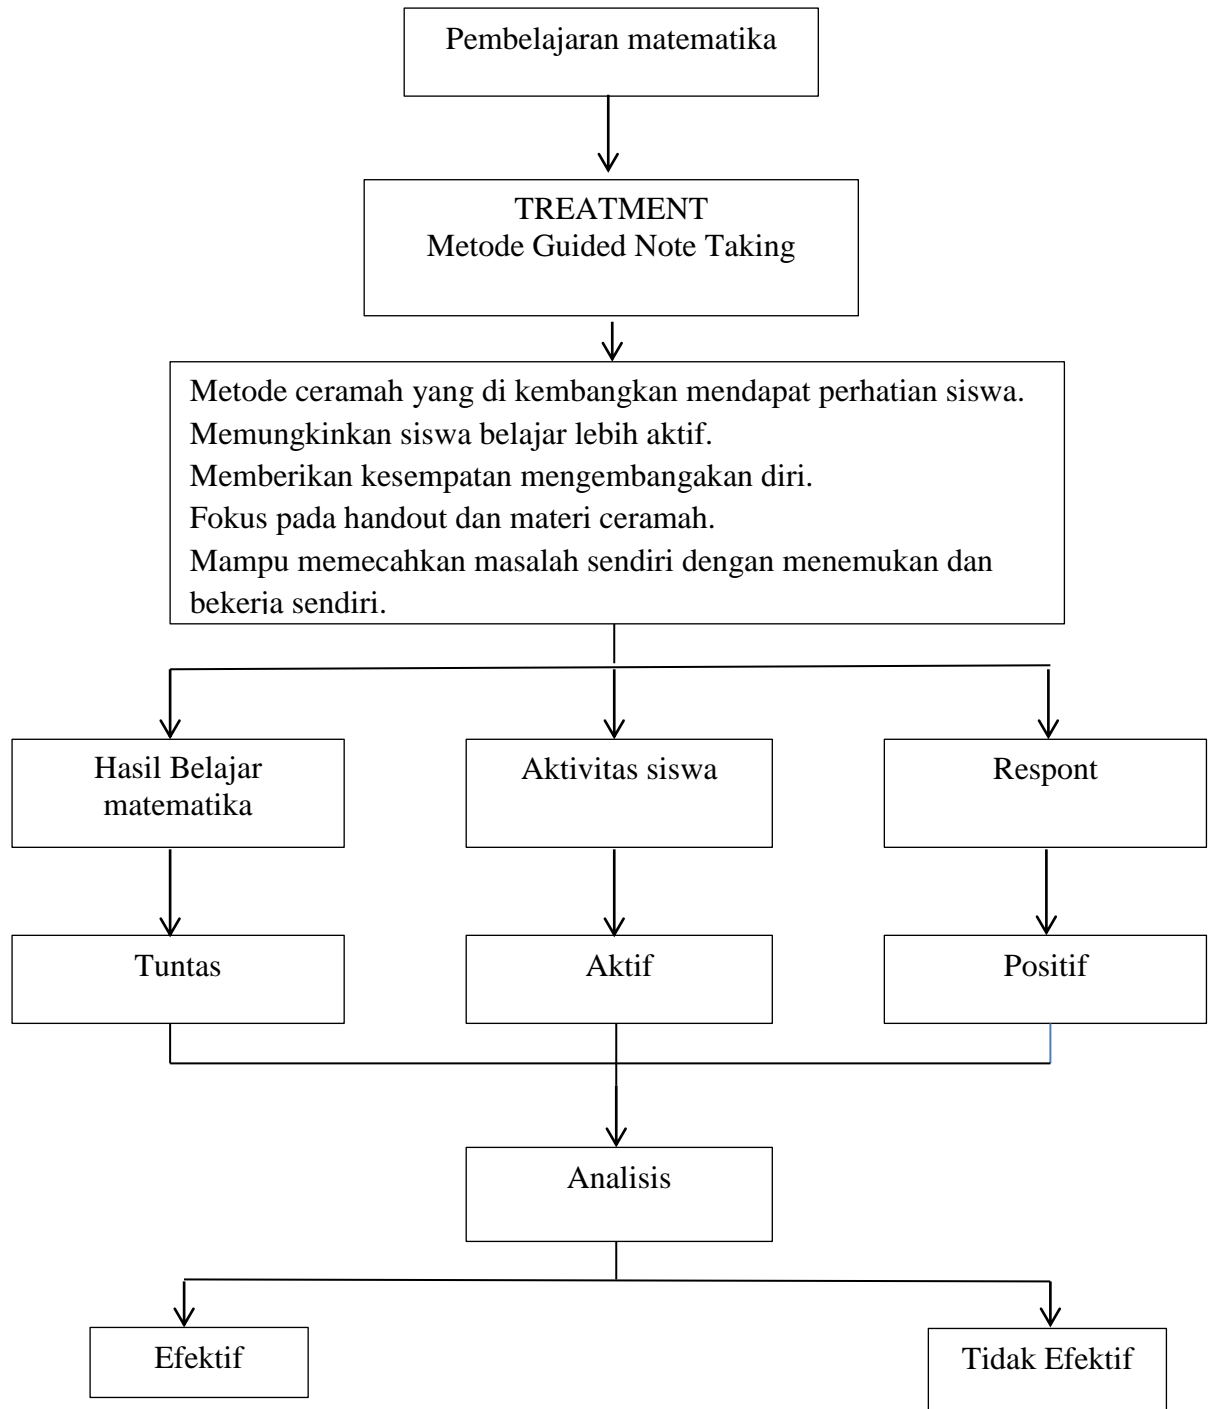 Pembelajaran matematika
TREATMENT
Metode Guided Note Taking
Metode ceramah yang di kembangkan mendapat perhatian siswa.
Memungkinkan siswa belajar lebih aktif.
Memberikan kesempatan mengembangakan diri.
Fokus pada handout dan materi ceramah.
Mampu memecahkan masalah sendiri dengan menemukan dan
bekerja sendiri.
Hasil Belajar
matematika
Aktivitas siswa
Respont
Tuntas
Aktif
Positif
Analisis
Efektif
Tidak Efektif